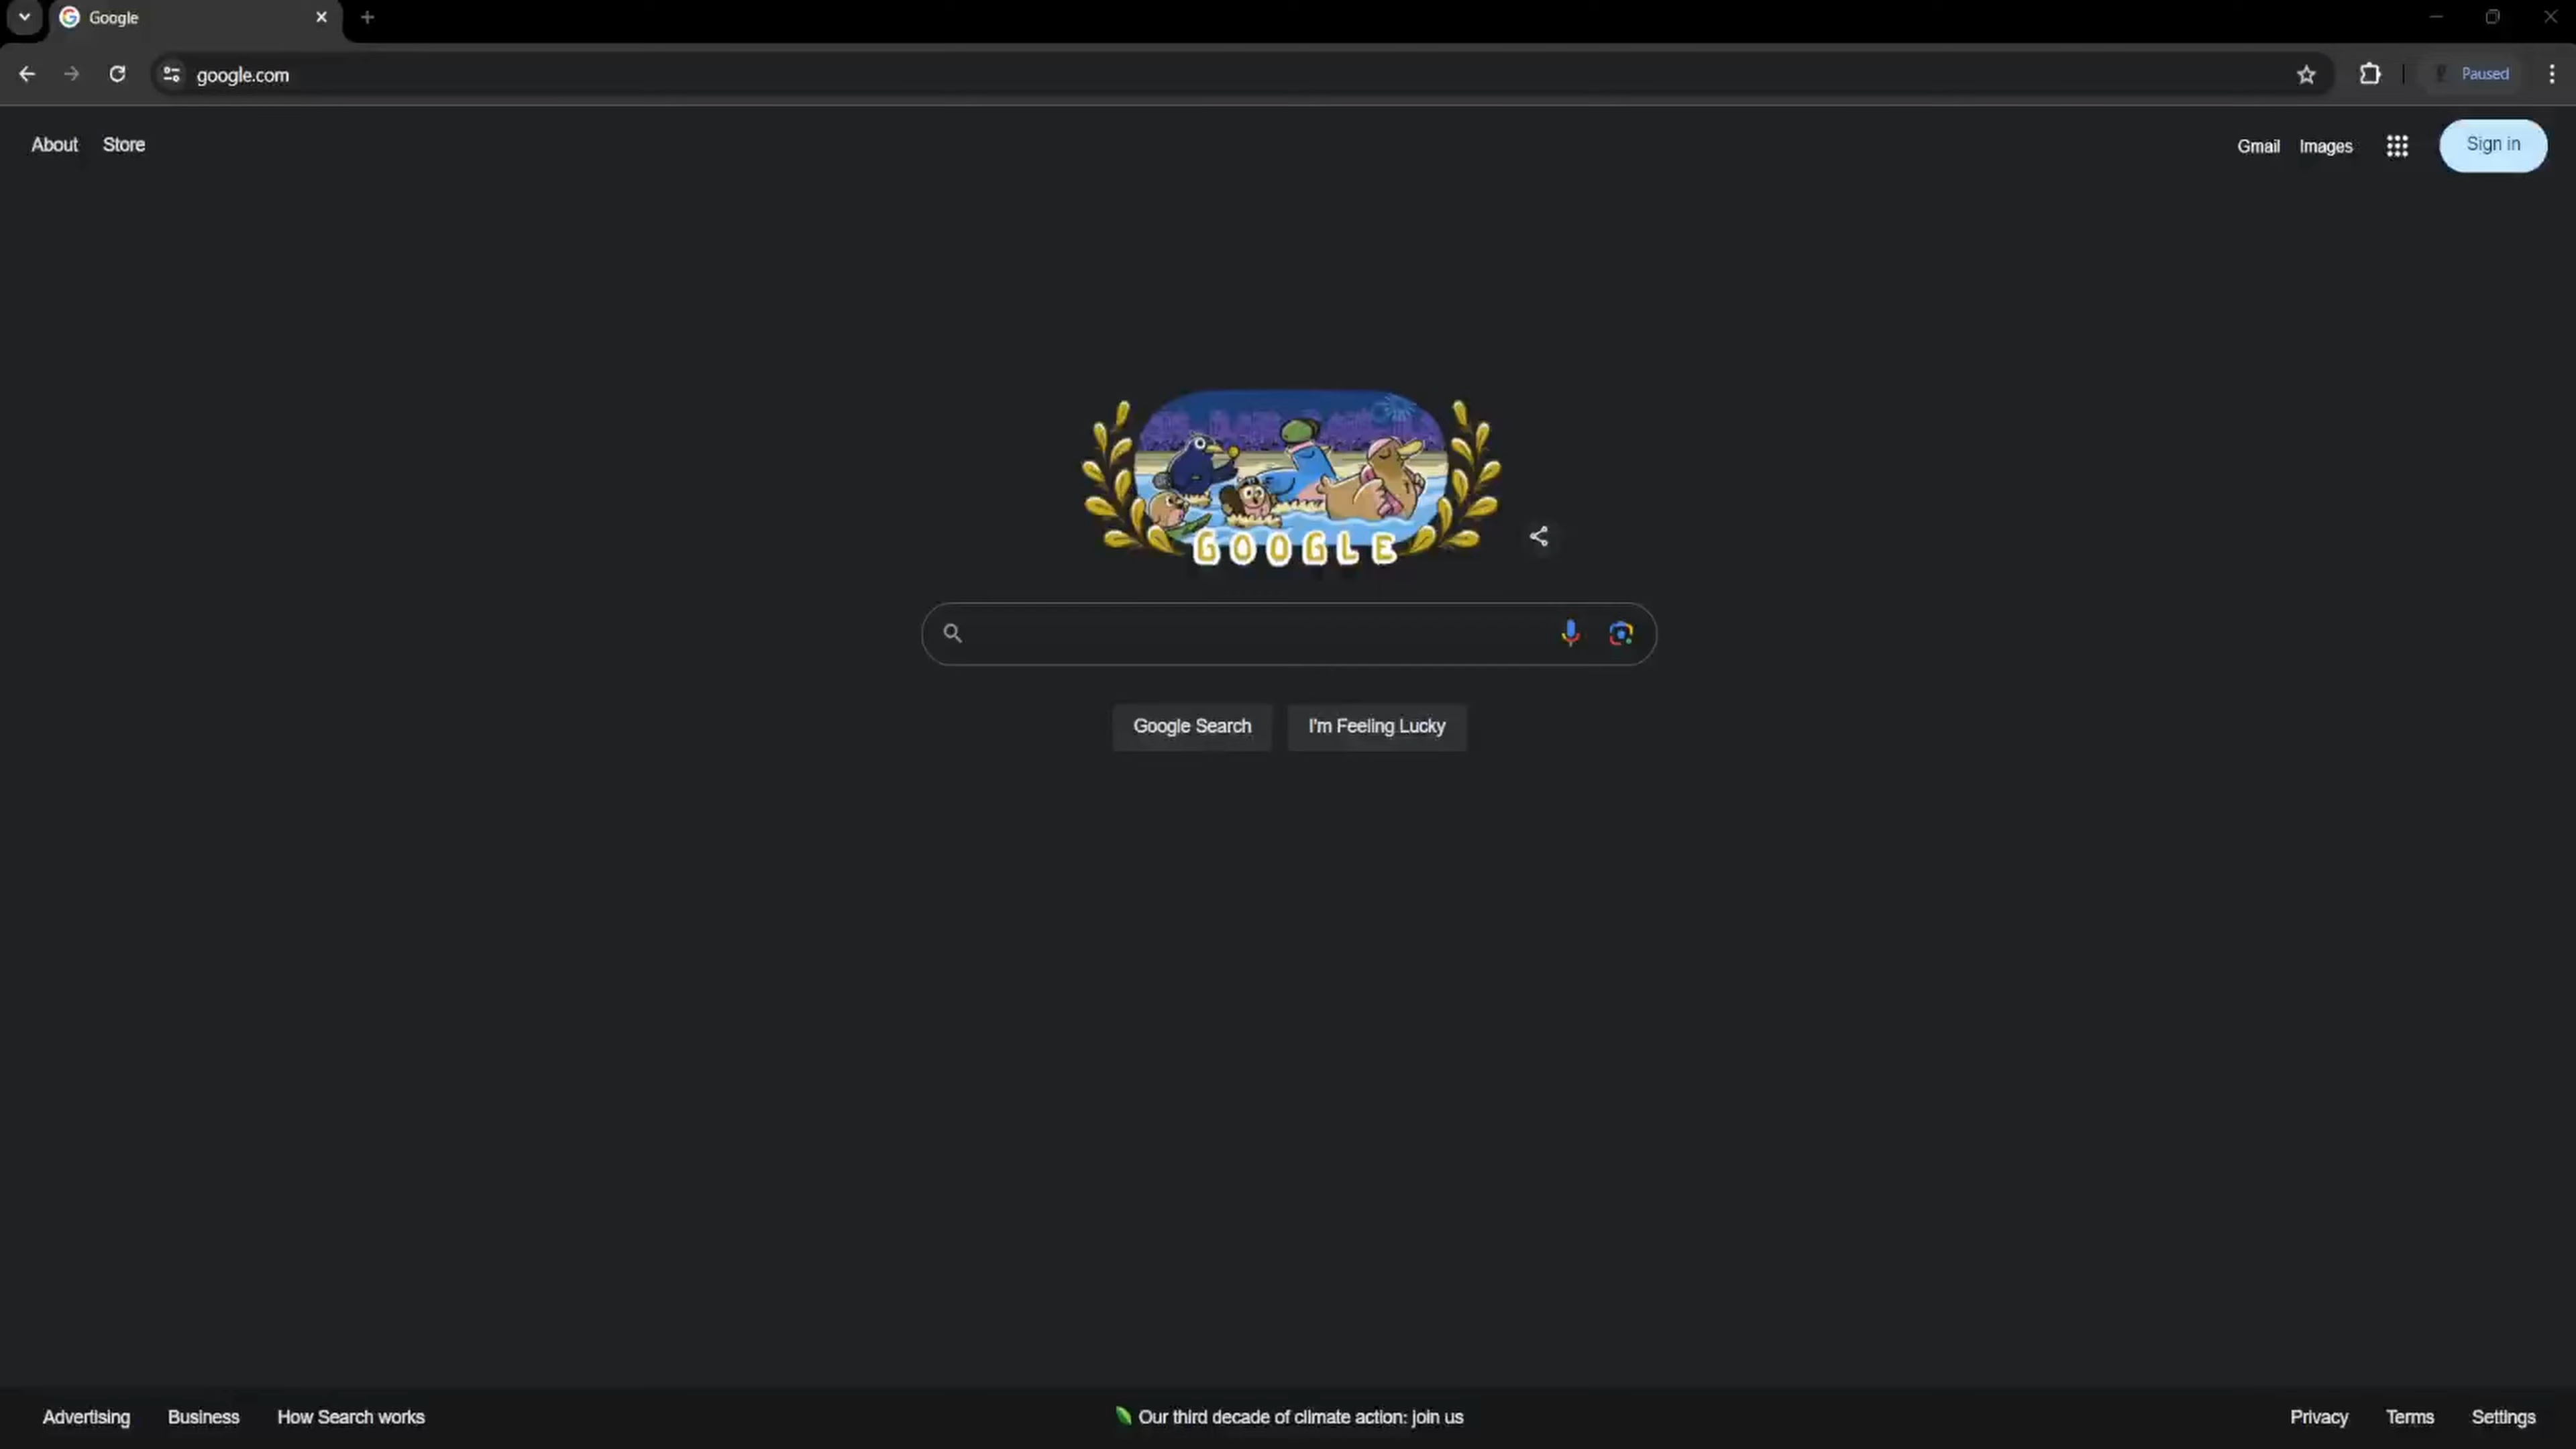 Google
google.com
Paused
About Store
Gmail Images Sign in
GOOGLE
Google Search I'm Feeling Lucky
Advertising Business How Search works
Our third decade of climate action: join us
Privacy Terms Settings